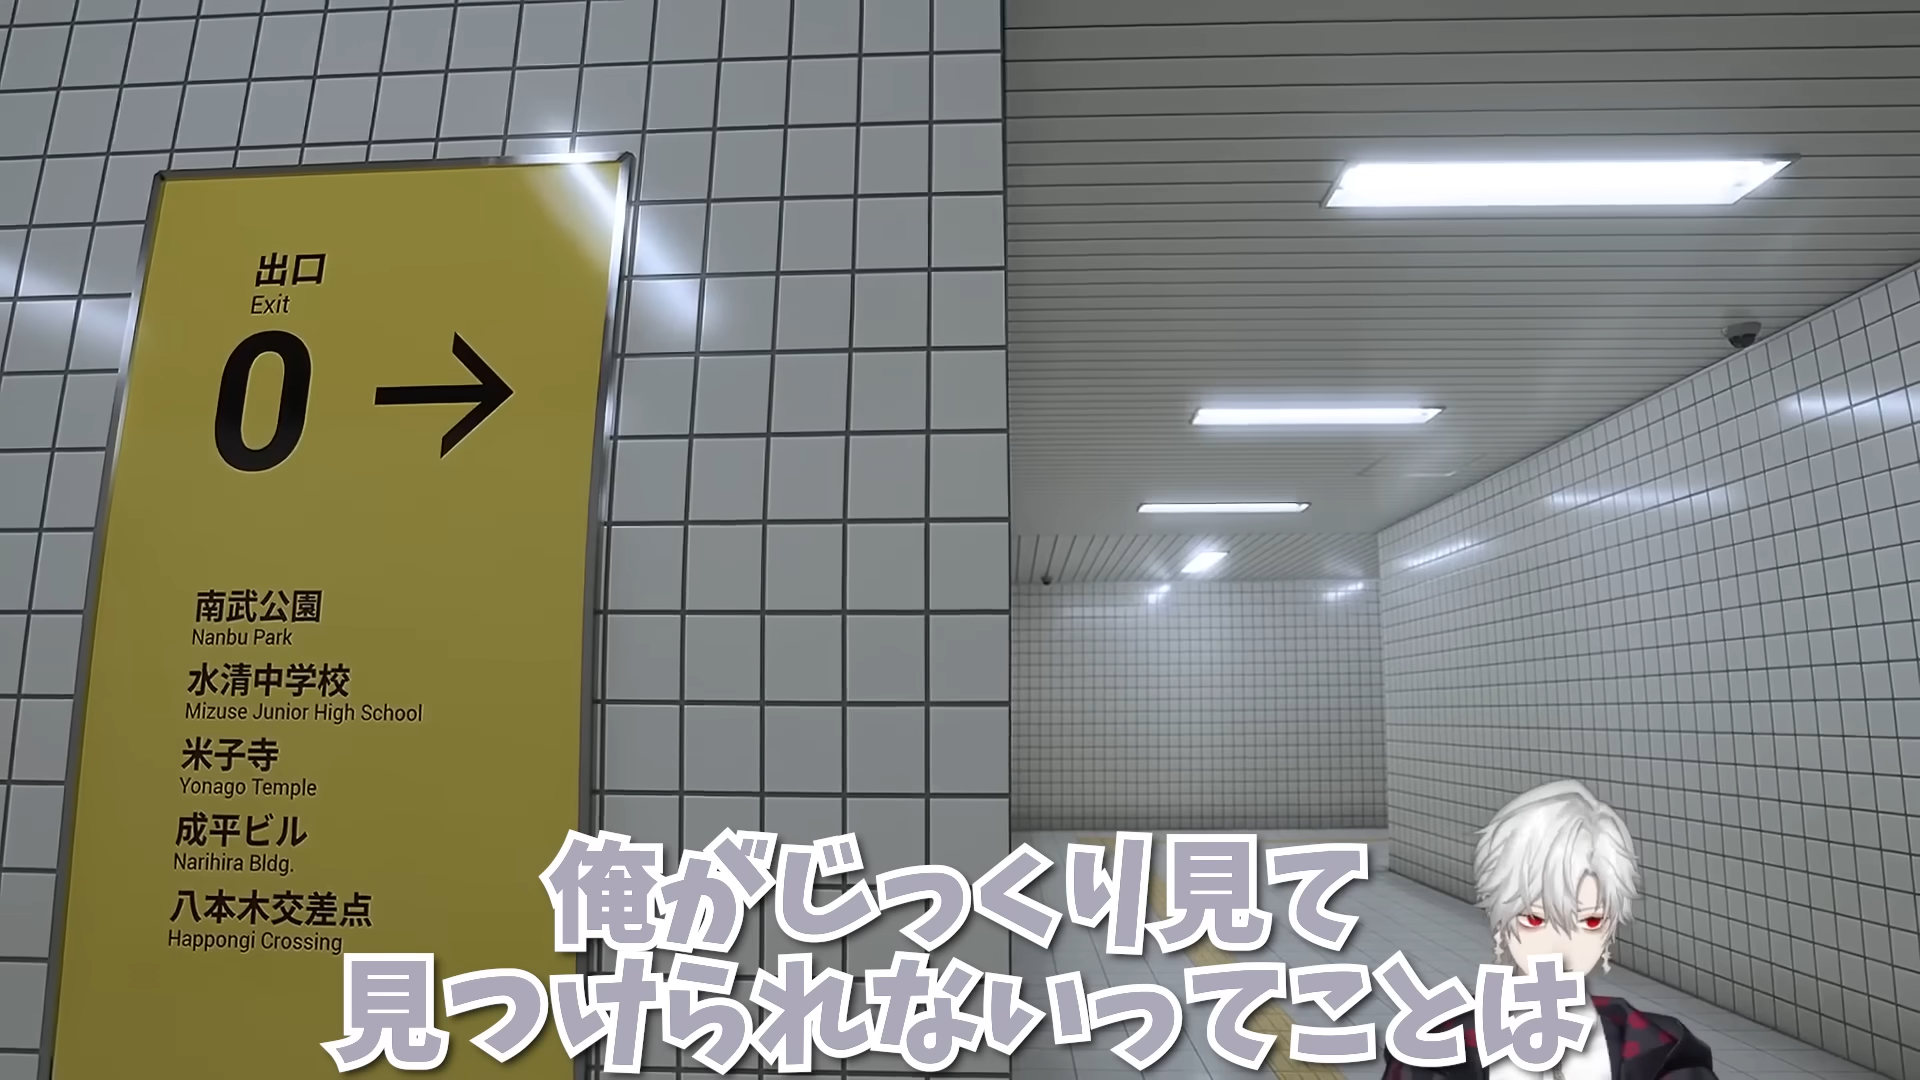 出口
Exit
0 →
南武公園
Nanbu Park
水清中学校
Mizuse Junior High School
米子寺
Yonago Temple
成平ビル
Narihira Bldg.
八本木交差点
Happongi Crossing
俺がじっくり見て
見つけられないってことは